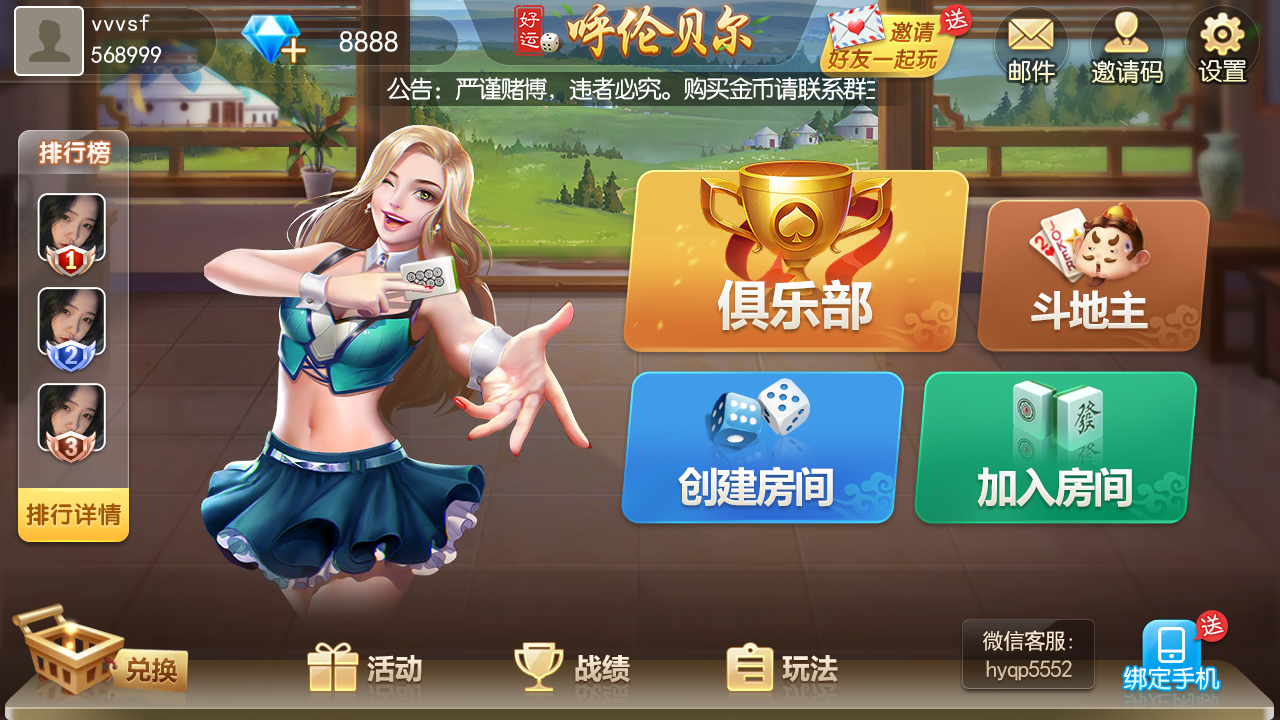 vvvsf
568999
8888
好运
呼伦贝尔
邀请
好友一起玩
送
邮件
邀请码
设置
公告：严谨赌博，违者必究。购买金币请联系群主
排行榜
1
2
3
排行详情
俱乐部
JOKER
2
斗地主
创建房间
發
加入房间
兑换
活动
战绩
玩法
微信客服：
hyqp5552
送
绑定手机